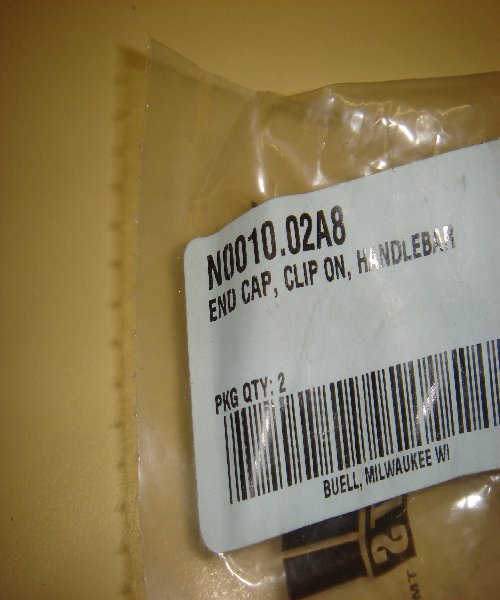 N0010.02A8
END CAP, CLIP ON, HANDLEBAR
PKG QTY: 2
BUELL, MILWAUKEE WI